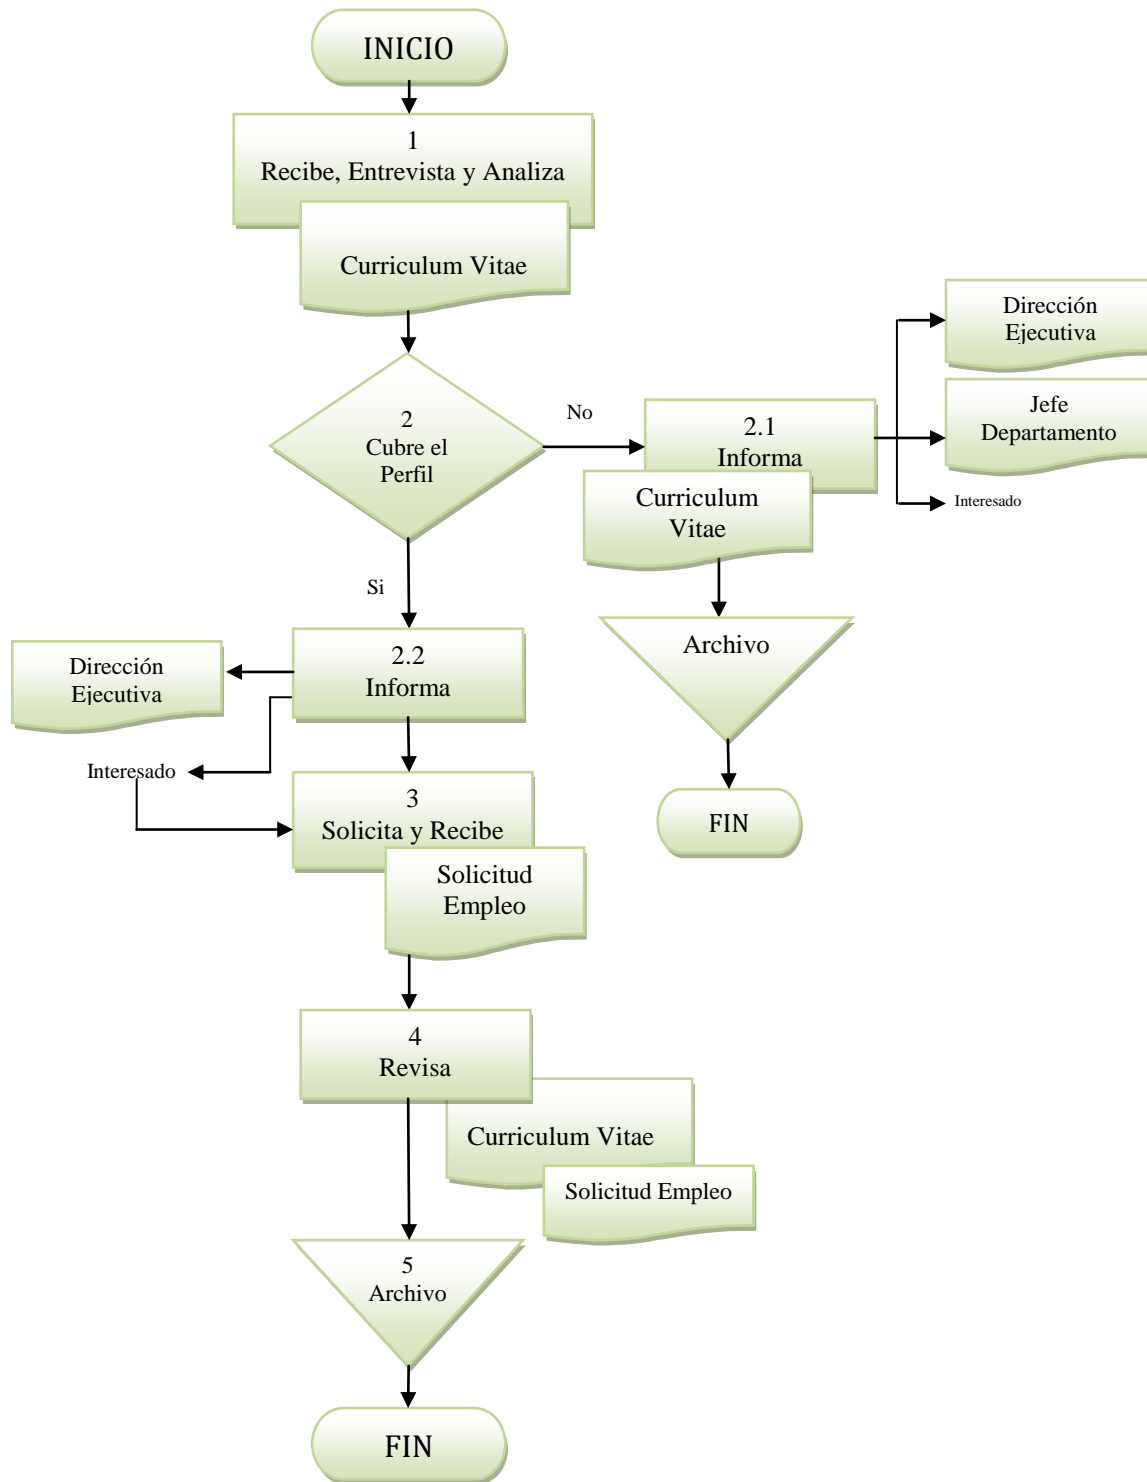 INICIO
1
Recibe, Entrevista y Analiza
Curriculum Vitae
2
Cubre el
Perfil
No
2.1
Informa
Curriculum
Vitae
Dirección
Ejecutiva
Jefe
Departamento
Interesado
Archivo
FIN
Si
2.2
Informa
Dirección
Ejecutiva
Interesado
3
Solicita y Recibe
Solicitud
Empleo
4
Revisa
Curriculum Vitae
Solicitud Empleo
5
Archivo
FIN